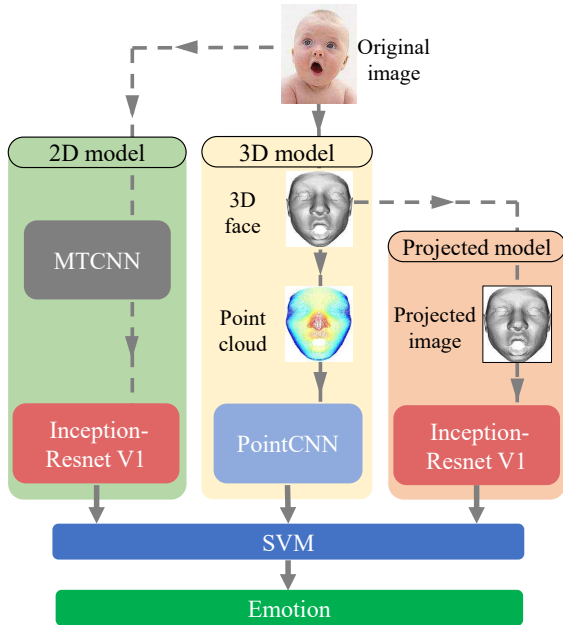 Original
image
2D model
3D model
3D
face
MTCNN
Projected model
Point
cloud
Projected
image
Inception-
Resnet V1
PointCNN
Inception-
Resnet V1
SVM
Emotion